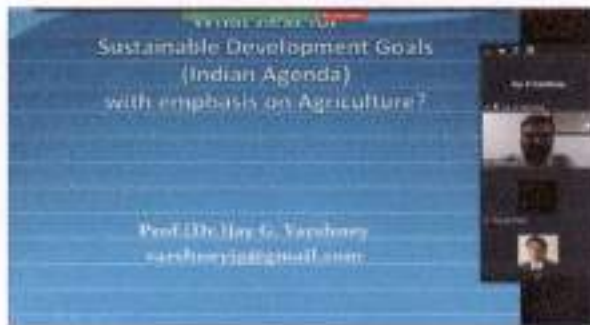 Sustainable Development Goals
(Indian Agenda)
with emphasis on Agriculture?
Prof.(Dr.)Jay G. Varshney
varshneyjg@gmail.com